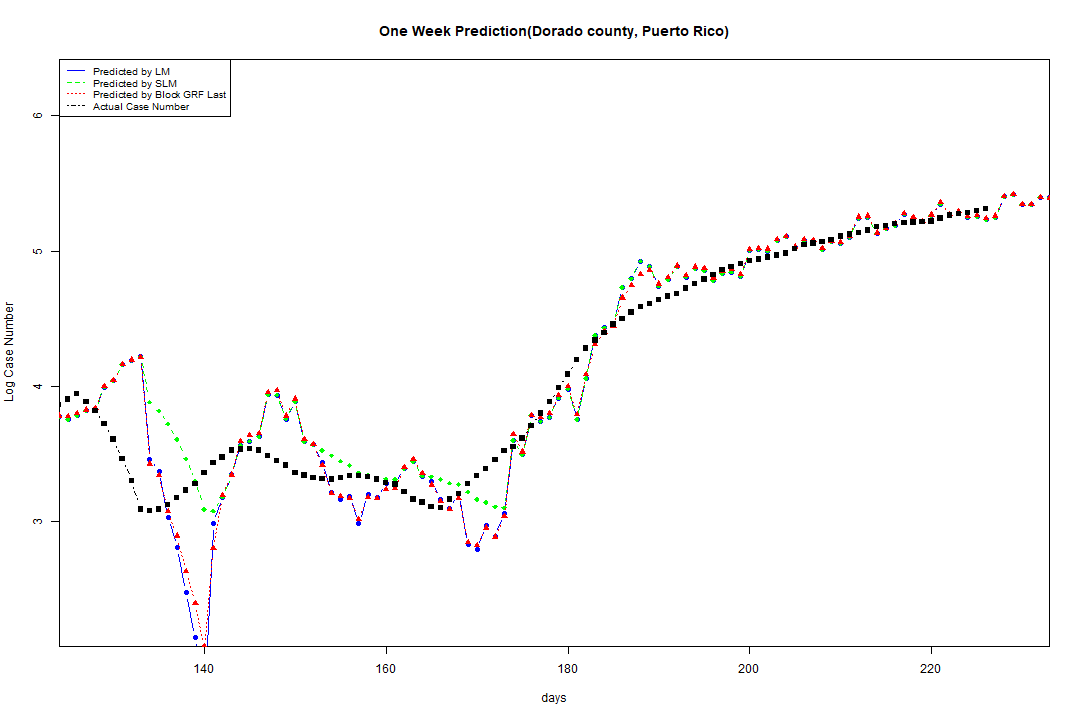 One Week Prediction(Dorado county, Puerto Rico)
Predicted by LM
Predicted by SLM
Predicted by Block GRF Last
Actual Case Number
6
5
4
3
Log Case Number
140 160 180 200 220
days